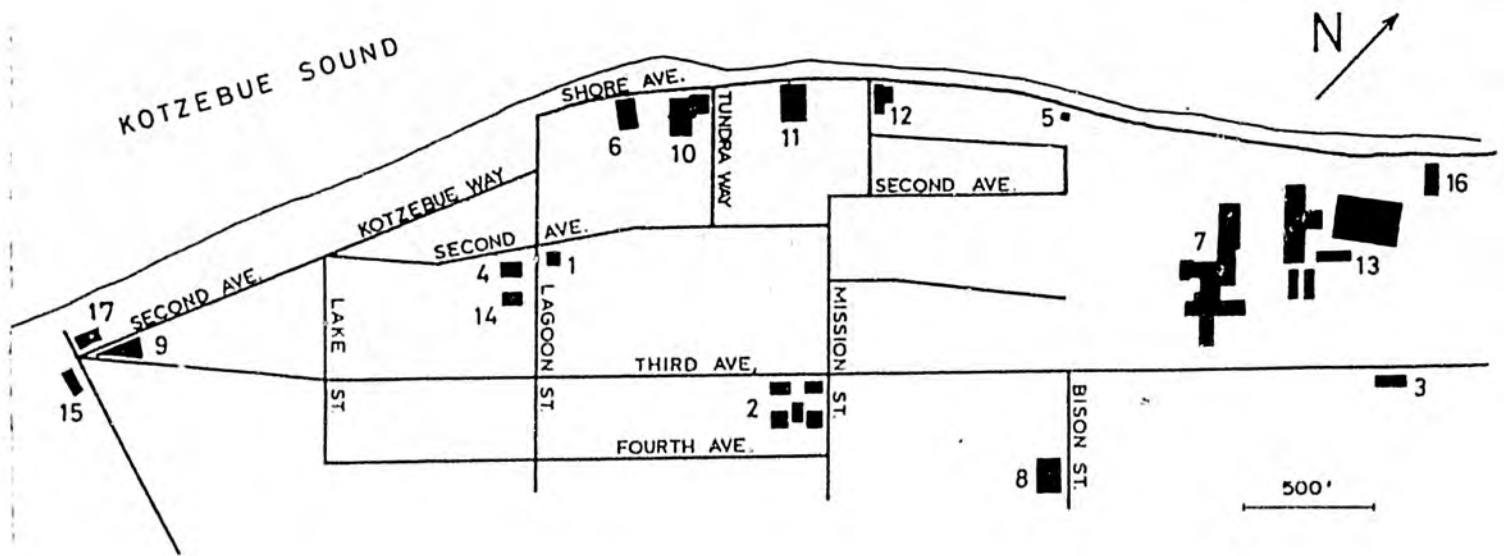 KOTZEBUE SOUND
N
SHORE AVE.
6
10
TUNDRA WAY
11
12
5
KOTZEBUE WAY
SECOND AVE.
16
SECOND AVE.
4
1
7
13
14
SECOND AVE.
17
9
LAKE ST.
LAGOON ST.
MISSION ST.
THIRD AVE.
15
2
BISON ST.
3
FOURTH AVE.
8
500'